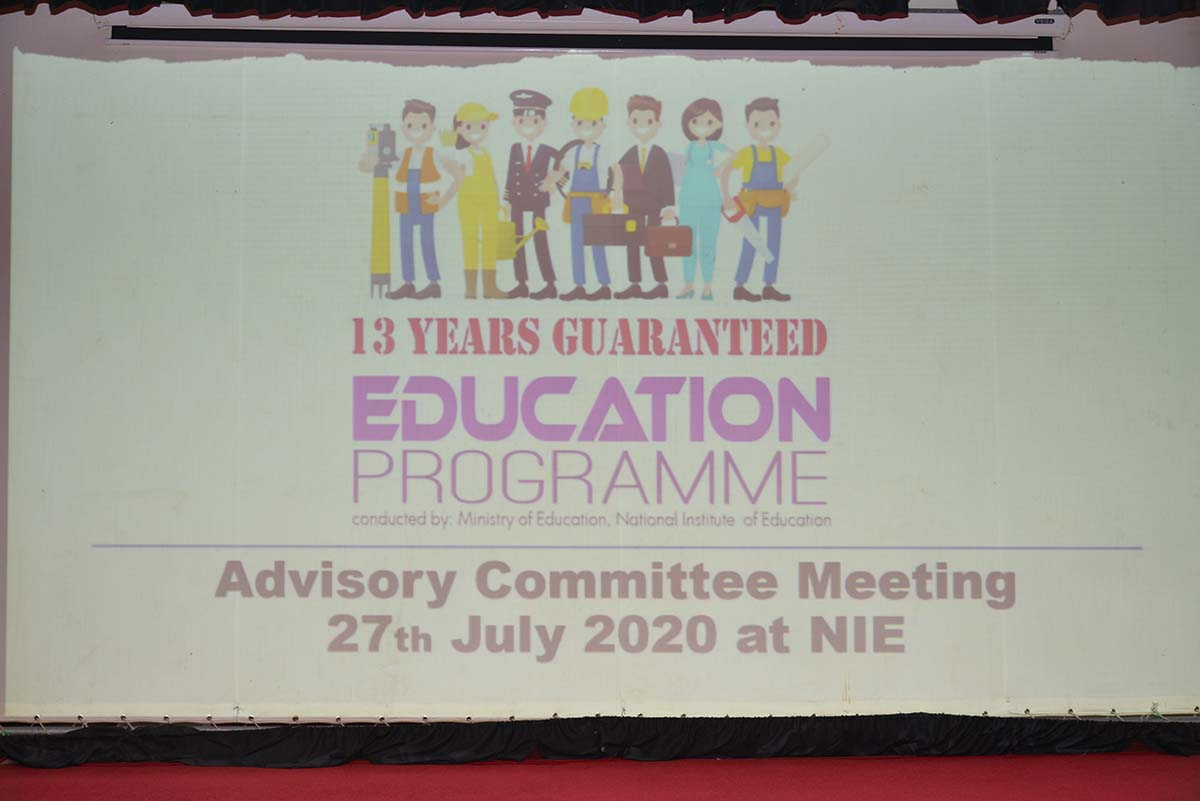 VEGA
13 YEARS GUARANTEED
EDUCATION
PROGRAMME
conducted by: Ministry of Education, National Institute of Education
Advisory Committee Meeting
27th July 2020 at NIE